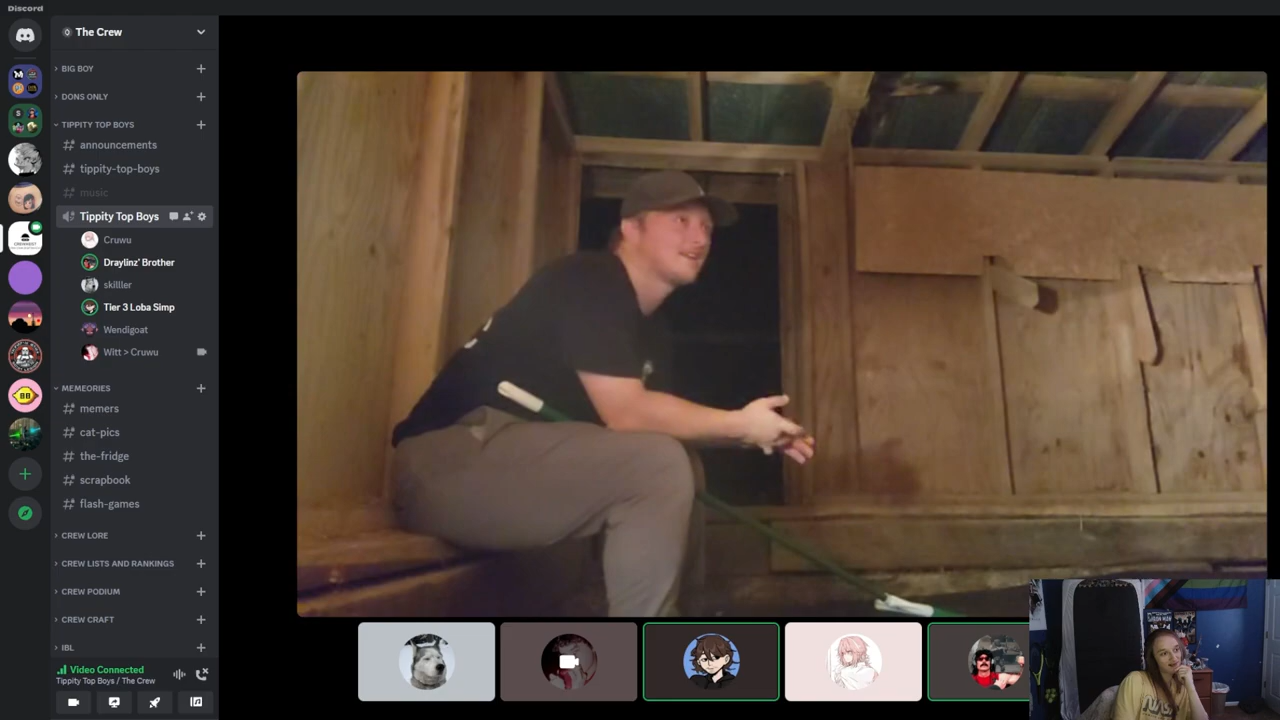 Discord
The Crew
BIG BOY
DONS ONLY
TIPPITY TOP BOYS
announcements
tippity-top-boys
music
Tippity Top Boys
Cruwu
Draylinz' Brother
skilller
Tier 3 Loba Simp
Wendigoat
Witt > Cruwu
MEMEORIES
memers
cat-pics
the-fridge
scrapbook
flash-games
CREW LORE
CREW LISTS AND RANKINGS
CREW PODIUM
CREW CRAFT
IBL
Video Connected
Tippity Top Boys / The Crew